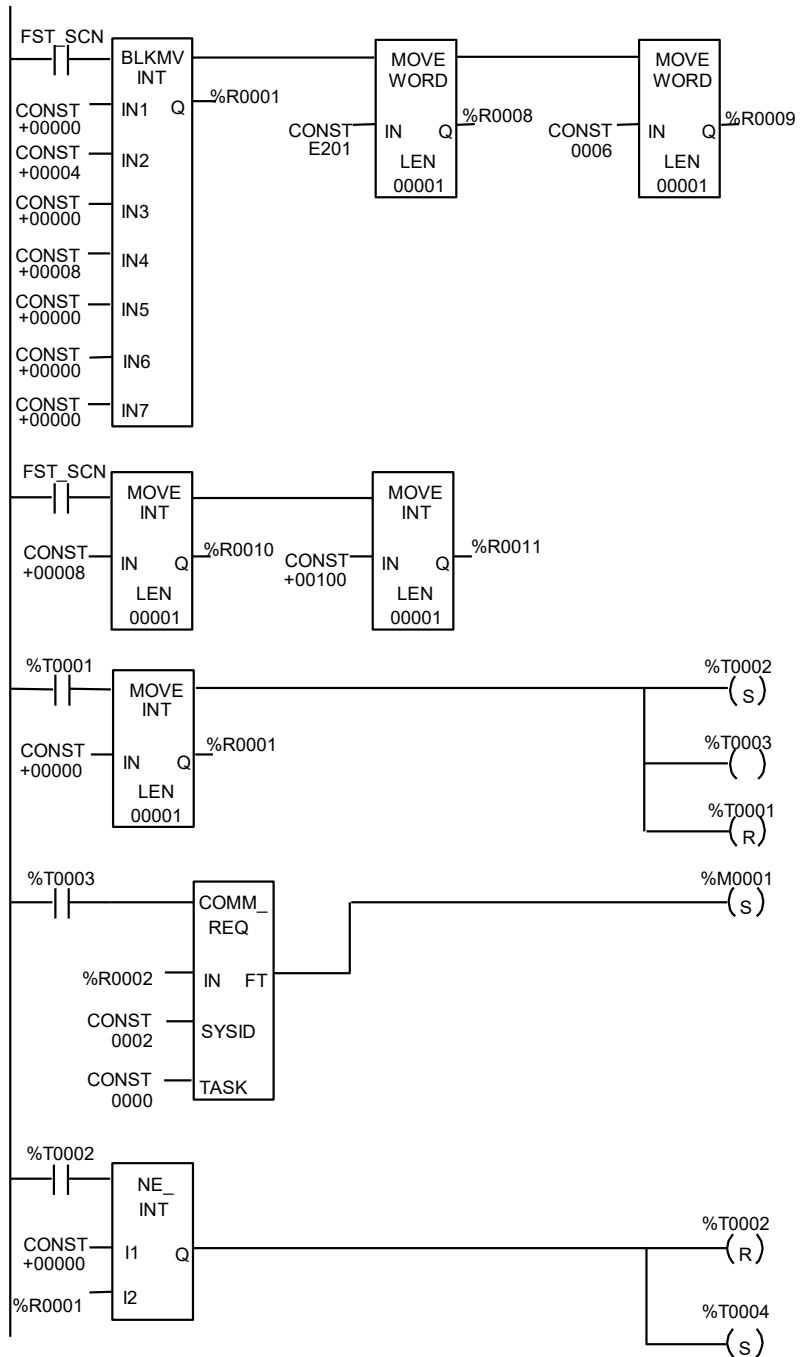 FST_SCN
BLKMV
INT
IN1 Q
%R0001
CONST
+00000
IN2
CONST
+00004
IN3
CONST
+00000
IN4
CONST
+00008
IN5
CONST
+00000
IN6
CONST
+00000
IN7
CONST
+00000
MOVE
WORD
IN Q
LEN
00001
CONST
E201
%R0008
MOVE
WORD
IN Q
LEN
00001
CONST
0006
%R0009
FST_SCN
MOVE
INT
IN Q
LEN
00001
CONST
+00008
%R0010
MOVE
INT
IN Q
LEN
00001
CONST
+00100
%R0011
%T0001
MOVE
INT
IN Q
LEN
00001
CONST
+00000
%R0001
%T0002
S
%T0003
%T0001
R
%T0003
COMM_
REQ
%R0002
IN FT
CONST
0002
SYSID
CONST
0000
TASK
%M0001
S
%T0002
NE_
INT
CONST
+00000
I1 Q
%R0001
I2
%T0002
R
%T0004
S